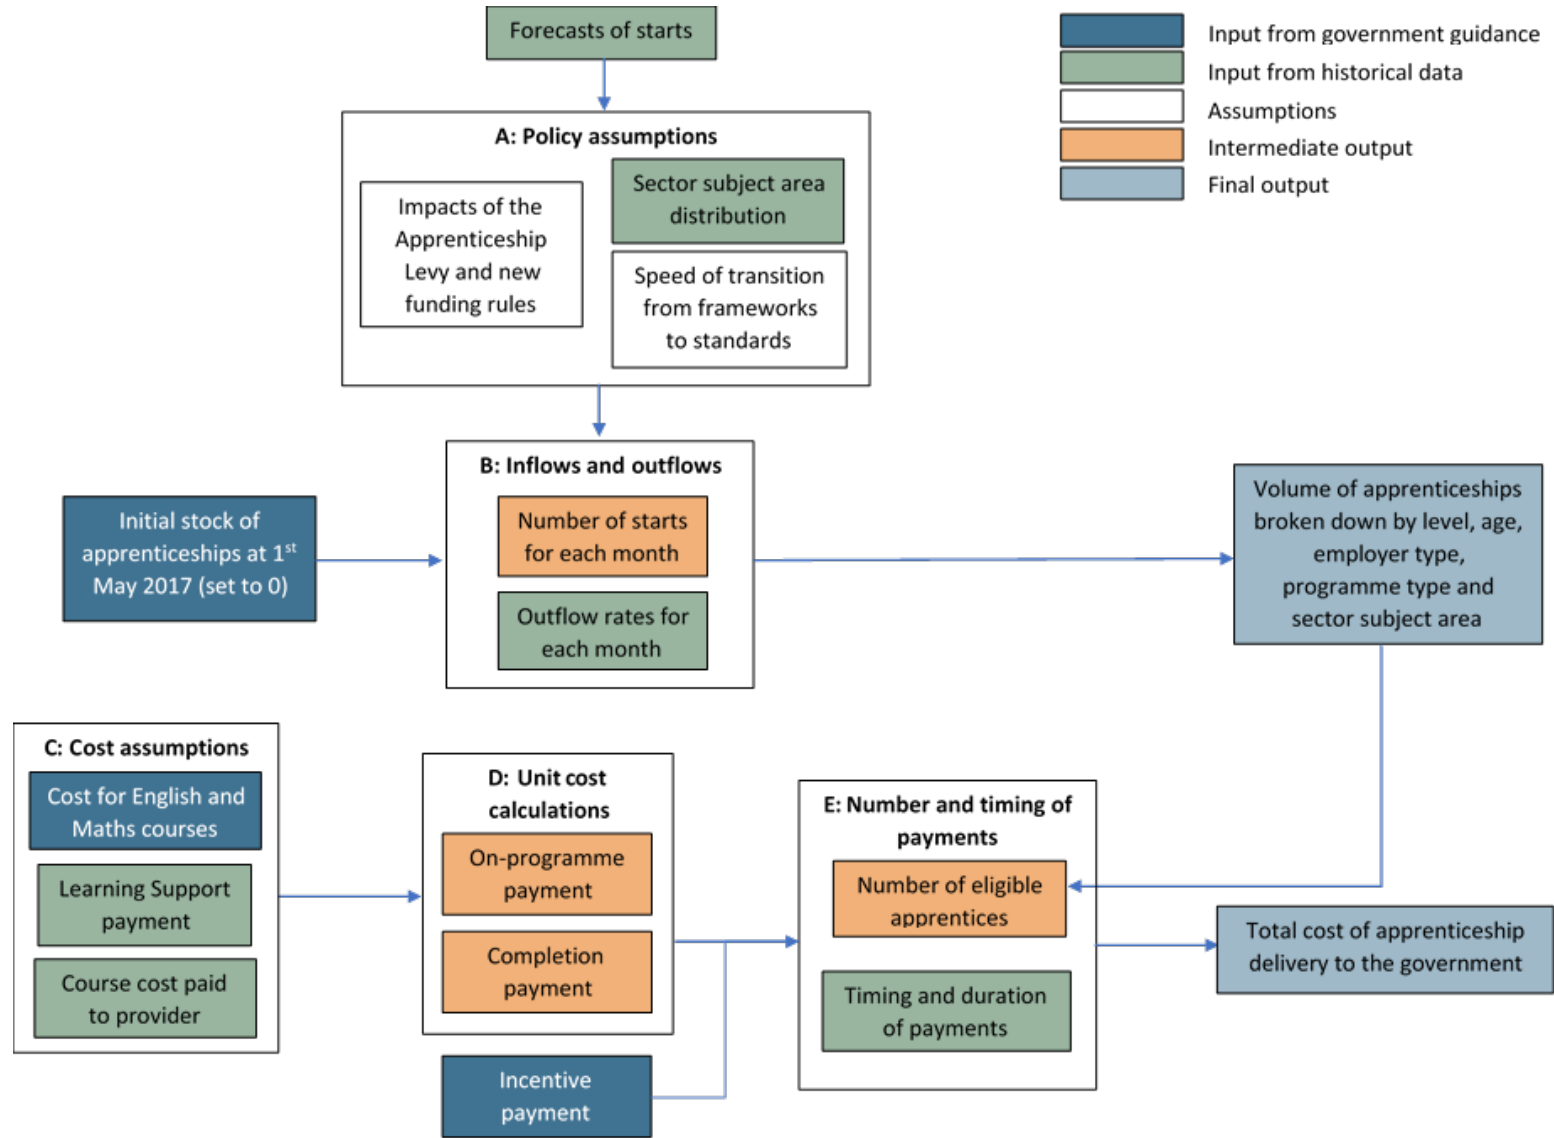 Forecasts of starts
Input from government guidance
Input from historical data
Assumptions
Intermediate output
Final output
A: Policy assumptions
Impacts of the
Apprenticeship
Levy and new
funding rules
Sector subject area
distribution
Speed of transition
from frameworks
to standards
B: Inflows and outflows
Number of starts
for each month
Outflow rates for
each month
Initial stock of
apprenticeships at 1st
May 2017 (set to 0)
Volume of apprenticeships
broken down by level, age,
employer type,
programme type and
sector subject area
C: Cost assumptions
Cost for English and
Maths courses
Learning Support
payment
Course cost paid
to provider
D: Unit cost
calculations
On-programme
payment
Completion
payment
Incentive
payment
E: Number and timing of
payments
Number of eligible
apprentices
Timing and duration
of payments
Total cost of apprenticeship
delivery to the government